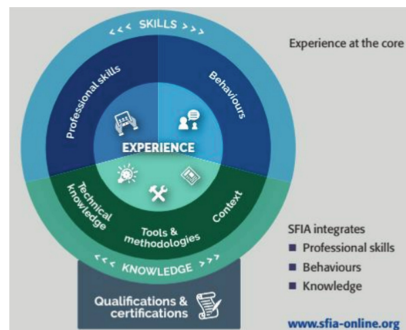 <<< SKILLS >>>
Professional skills
Behaviours
EXPERIENCE
Technical
knowledge
Tools &
methodologies
Context
<<< KNOWLEDGE >>>
Qualifications &
certifications
Experience at the core
SFIA integrates
Professional skills
Behaviours
Knowledge
www.sfia-online.org